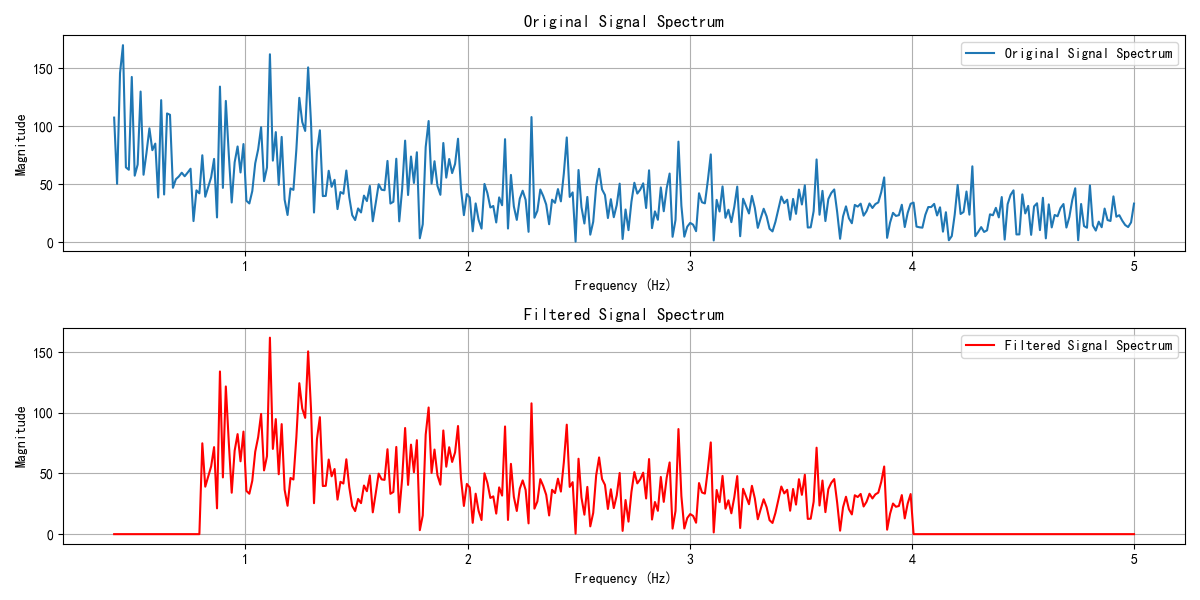 Original Signal Spectrum
Original Signal Spectrum
150
100
50
0
Magnitude
1 2 3 4 5
Frequency (Hz)
Filtered Signal Spectrum
Filtered Signal Spectrum
150
100
50
0
Magnitude
1 2 3 4 5
Frequency (Hz)